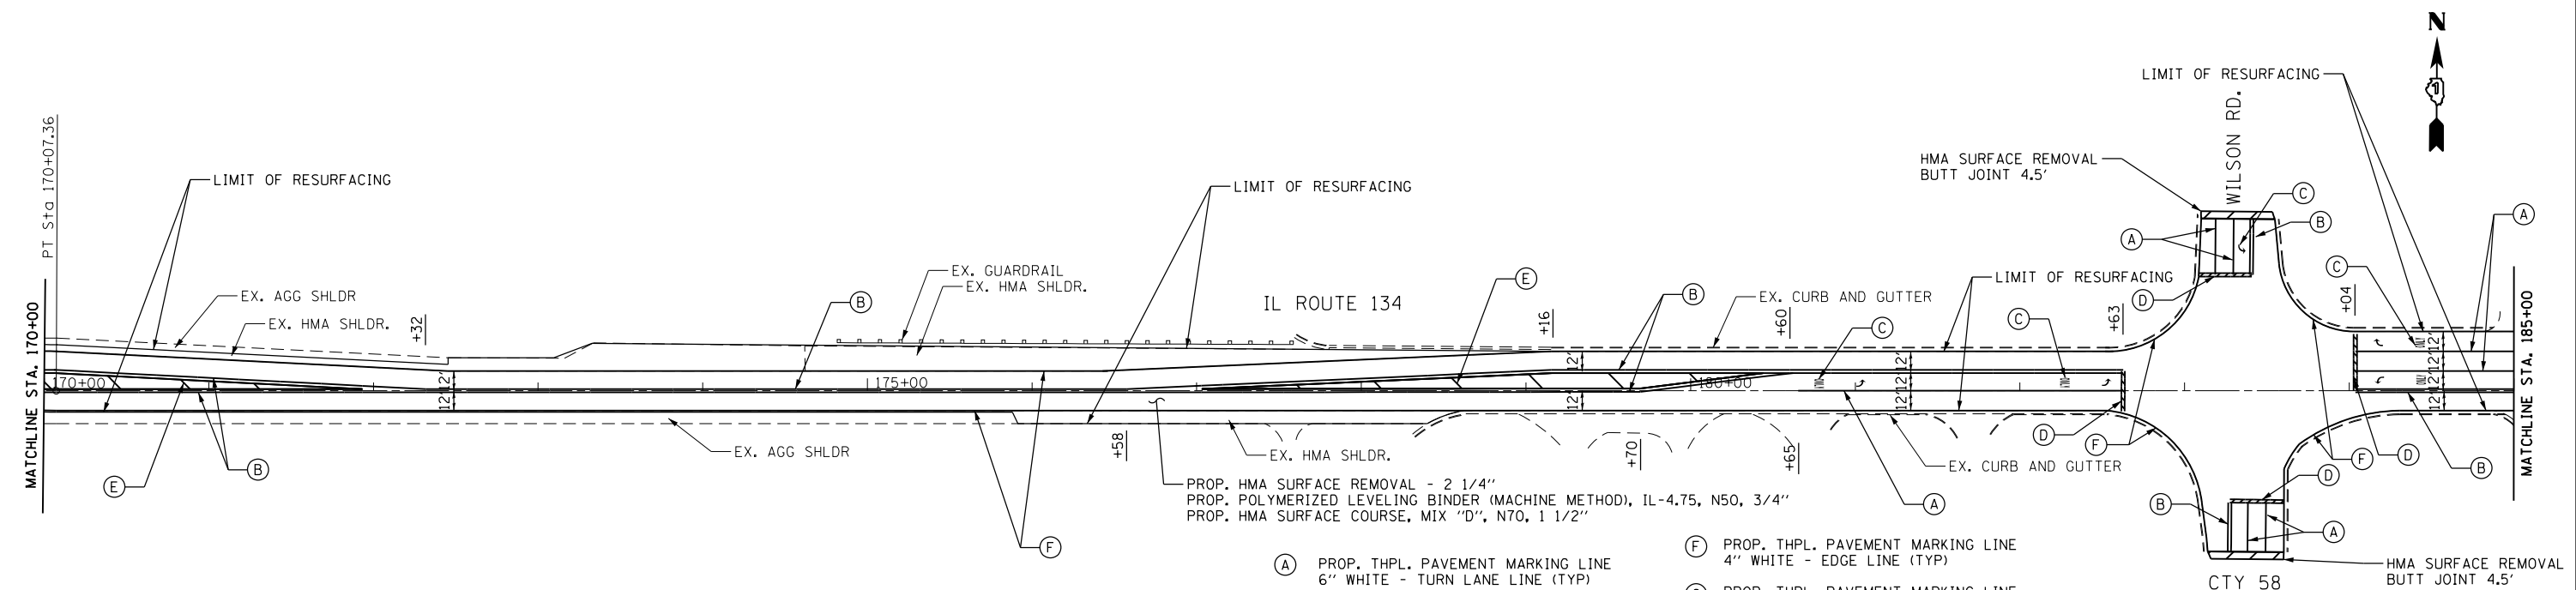 N
LIMIT OF RESURFACING
WILSON RD.
PT Sta 170+07.36
HMA SURFACE REMOVAL
BUTT JOINT 4.5'
LIMIT OF RESURFACING
LIMIT OF RESURFACING
C
B
A
A
EX. GUARDRAIL
EX. HMA SHLDR.
E
LIMIT OF RESURFACING
C
EX. AGG SHLDR
EX. HMA SHLDR.
+32
B
IL ROUTE 134
+16
B
EX. CURB AND GUTTER
+60
C
C
+63
D
+04
MATCHLINE STA. 170+00
170+00
12'
12'
175+00
12'
12'
180+00
12'
12'
12'
12'
12'
12'
12'
MATCHLINE STA. 185+00
E
B
EX. AGG SHLDR
+58
EX. HMA SHLDR.
+70
+65
EX. CURB AND GUTTER
D
F
F
D
B
D
PROP. HMA SURFACE REMOVAL - 2 1/4"
PROP. POLYMERIZED LEVELING BINDER (MACHINE METHOD), IL-4.75, N50, 3/4"
PROP. HMA SURFACE COURSE, MIX "D", N70, 1 1/2"
A
B
A
F
A PROP. THPL. PAVEMENT MARKING LINE
6" WHITE - TURN LANE LINE (TYP)
F PROP. THPL. PAVEMENT MARKING LINE
4" WHITE - EDGE LINE (TYP)
HMA SURFACE REMOVAL
BUTT JOINT 4.5'
CTY 58